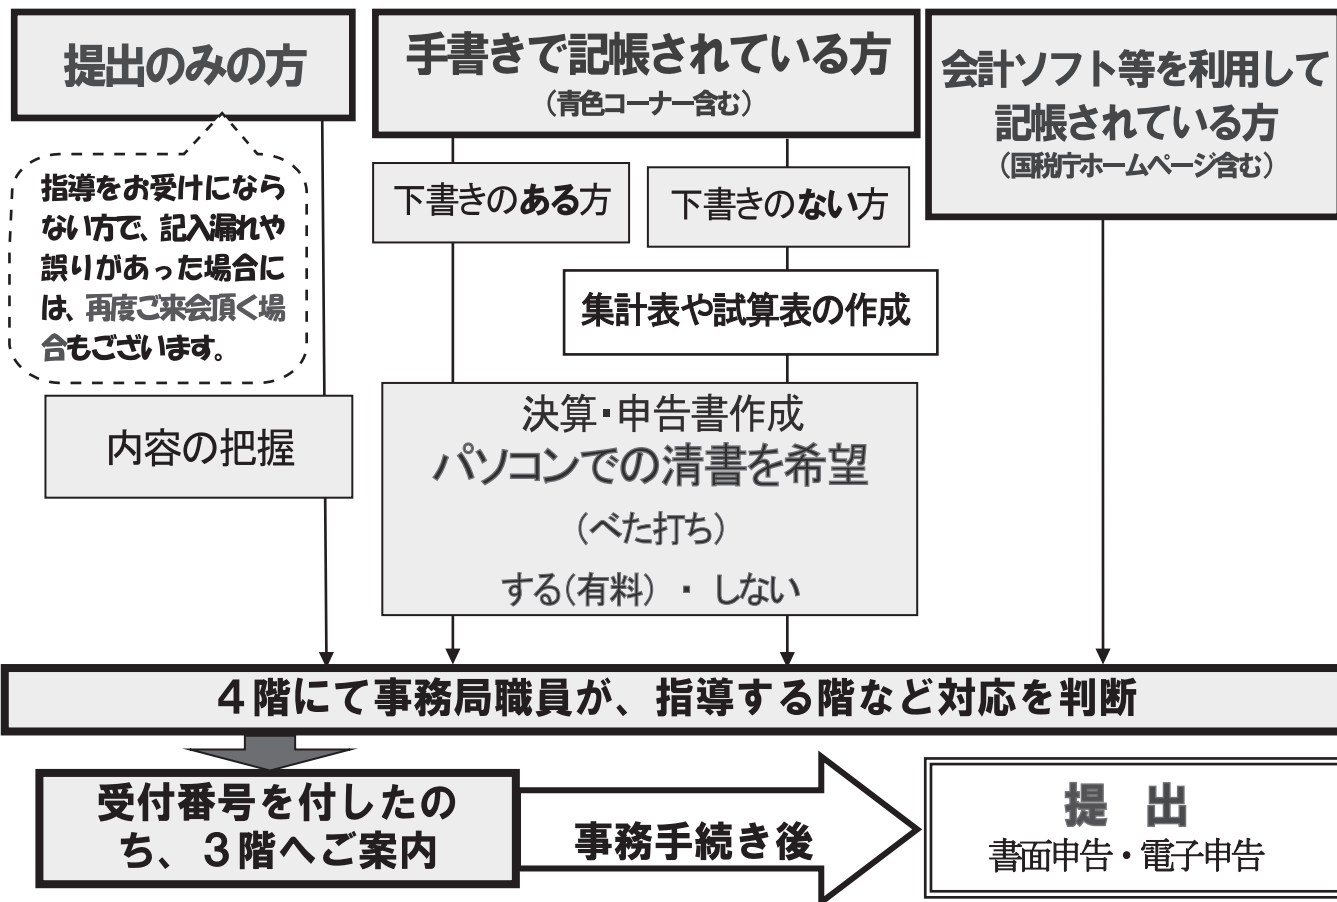 提出のみの方
指導をお受けになら
ない方で、記入漏れや
誤りがあった場合に
は、再度ご来会頂く場
合もございます。
内容の把握
手書きで記帳されている方
（青色コーナー含む）
下書きのある方
下書きのない方
集計表や試算表の作成
決算・申告書作成
パソコンでの清書を希望
（べた打ち）
する（有料）・しない
会計ソフト等を利用して
記帳されている方
（国税庁ホームページ含む）
４階にて事務局職員が、指導する階など対応を判断
受付番号を付したの
ち、３階へご案内
事務手続き後
提　出
書面申告・電子申告